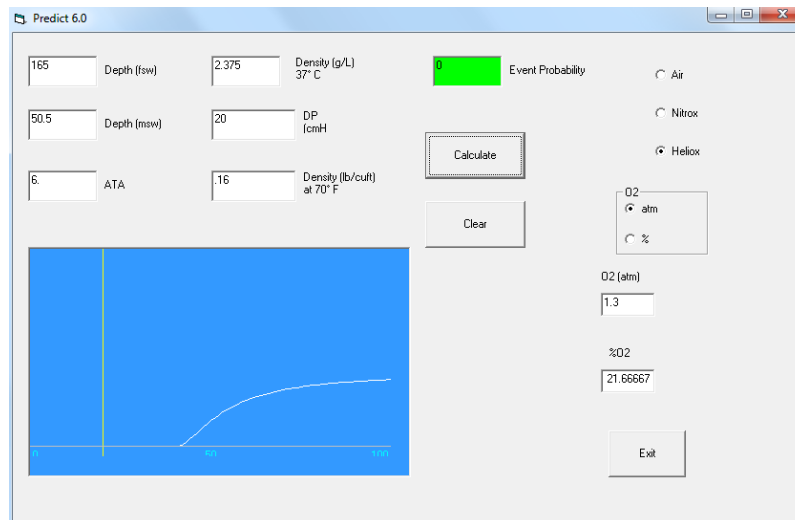 Predict 6.0
165
Depth (fsw)
2.375
Density (g/L)
37° C
0
Event Probability
Air
50.5
Depth (msw)
20
DP
(cmH
Nitrox
Calculate
Heliox
6.
ATA
.16
Density (lb/cuft)
at 70° F
O2
atm
%
Clear
O2 (atm)
1.3
%O2
21.66667
0
50
100
Exit